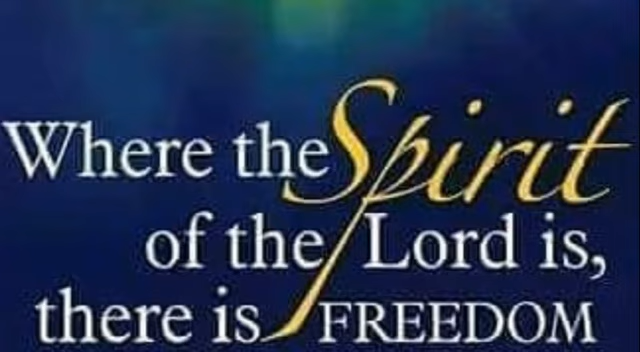 Where the Spirit
of the Lord is,
there is FREEDOM